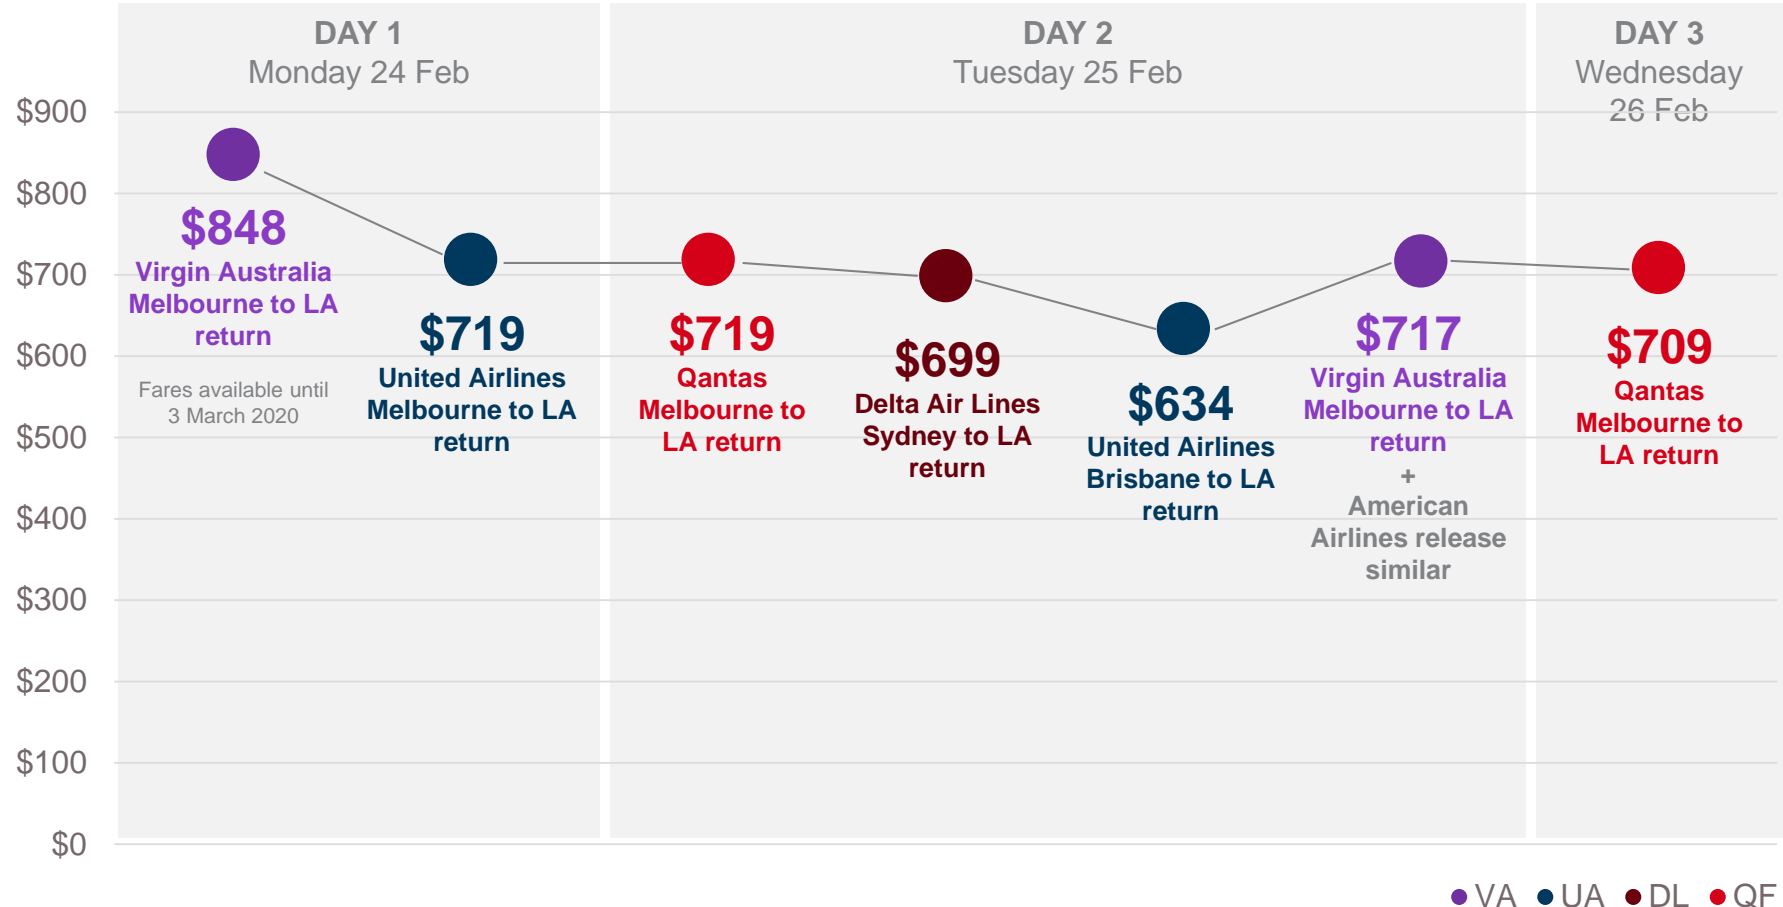 DAY 1
Monday 24 Feb
DAY 2
Tuesday 25 Feb
DAY 3
Wednesday
26 Feb
$900
$800
$700
$600
$500
$400
$300
$200
$100
$0
$848
Virgin Australia
Melbourne to LA
return
Fares available until
3 March 2020
$719
United Airlines
Melbourne to LA
return
$719
Qantas
Melbourne to
LA return
$699
Delta Air Lines
Sydney to LA
return
$634
United Airlines
Brisbane to LA
return
$717
Virgin Australia
Melbourne to LA
return
+
American
Airlines release
similar
$709
Qantas
Melbourne to
LA return
VA UA DL QF